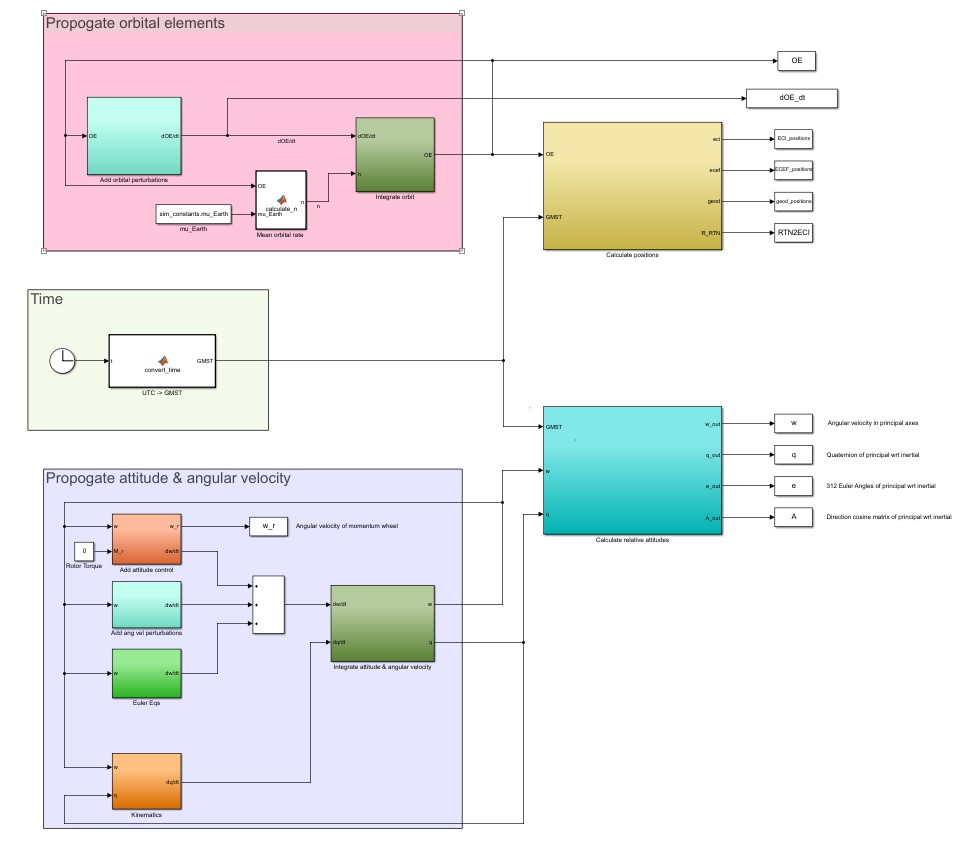 Propogate orbital elements
OE
dOE_dt
OE
dOE/dt
Add orbital perturbations
dOE/dt
dOE/dt
n
OE
Integrate orbit
OE
mu_Earth
calculate_n
n
n
Mean orbital rate
sim_constants.mu_Earth
mu_Earth
OE
GMST
eci
ecef
geod
R_RTN
Calculate positions
ECI_positions
ECEF_positions
geod_positions
RTN2ECI
Time
t
convert_time
GMST
UTC -> GMST
GMST
w
q
w_out
q_out
e_out
A_out
Calculate relative attitudes
w
Angular velocity in principal axes
q
Quaternion of principal wrt inertial
e
312 Euler Angles of principal wrt inertial
A
Direction cosine matrix of principal wrt inertial
Propogate attitude & angular velocity
w
M_r
w_r
dw/dt
Add attitude control
0
Rotor Torque
w_r
Angular velocity of momentum wheel
w
dw/dt
Add ang vel perturbations
+
+
+
dw/dt
dq/dt
w
q
Integrate attitude & angular velocity
w
dw/dt
Euler Eqs
w
q
dq/dt
Kinematics